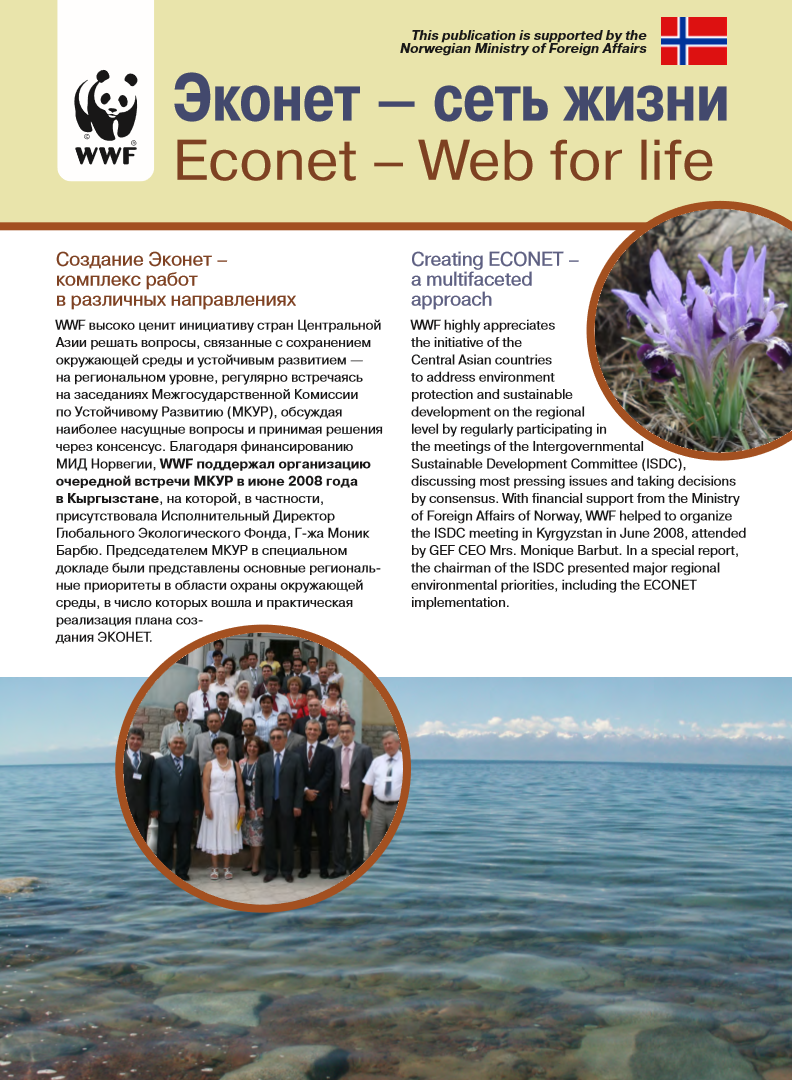 This publication is supported by the
Norwegian Ministry of Foreign Affairs
©
®
WWF
Эконет – сеть жизни
Econet – Web for life
Создание Эконет –
комплекс работ
в различных направлениях
WWF высоко ценит инициативу стран Центральной
Азии решать вопросы, связанные с сохранением
окружающей среды и устойчивым развитием —
на региональном уровне, регулярно встречаясь
на заседаниях Межгосударственной Комиссии
по Устойчивому Развитию (МКУР), обсуждая
наиболее насущные вопросы и принимая решения
через консенсус. Благодаря финансированию
МИД Норвегии, WWF поддержал организацию
очередной встречи МКУР в июне 2008 года
в Кыргызстане, на которой, в частности,
присутствовала Исполнительный Директор
Глобального Экологического Фонда, Г-жа Моник
Барбю. Председателем МКУР в специальном
докладе были представлены основные региональ-
ные приоритеты в области охраны окружающей
среды, в число которых вошла и практическая
реализация плана соз-
дания ЭКОНЕТ.
Creating ECONET –
a multifaceted
approach
WWF highly appreciates
the initiative of the
Central Asian countries
to address environment
protection and sustainable
development on the regional
level by regularly participating in
the meetings of the Intergovernmental
Sustainable Development Committee (ISDC),
discussing most pressing issues and taking decisions
by consensus. With financial support from the Ministry
of Foreign Affairs of Norway, WWF helped to organize
the ISDC meeting in Kyrgyzstan in June 2008, attended
by GEF CEO Mrs. Monique Barbut. In a special report,
the chairman of the ISDC presented major regional
environmental priorities, including the ECONET
implementation.